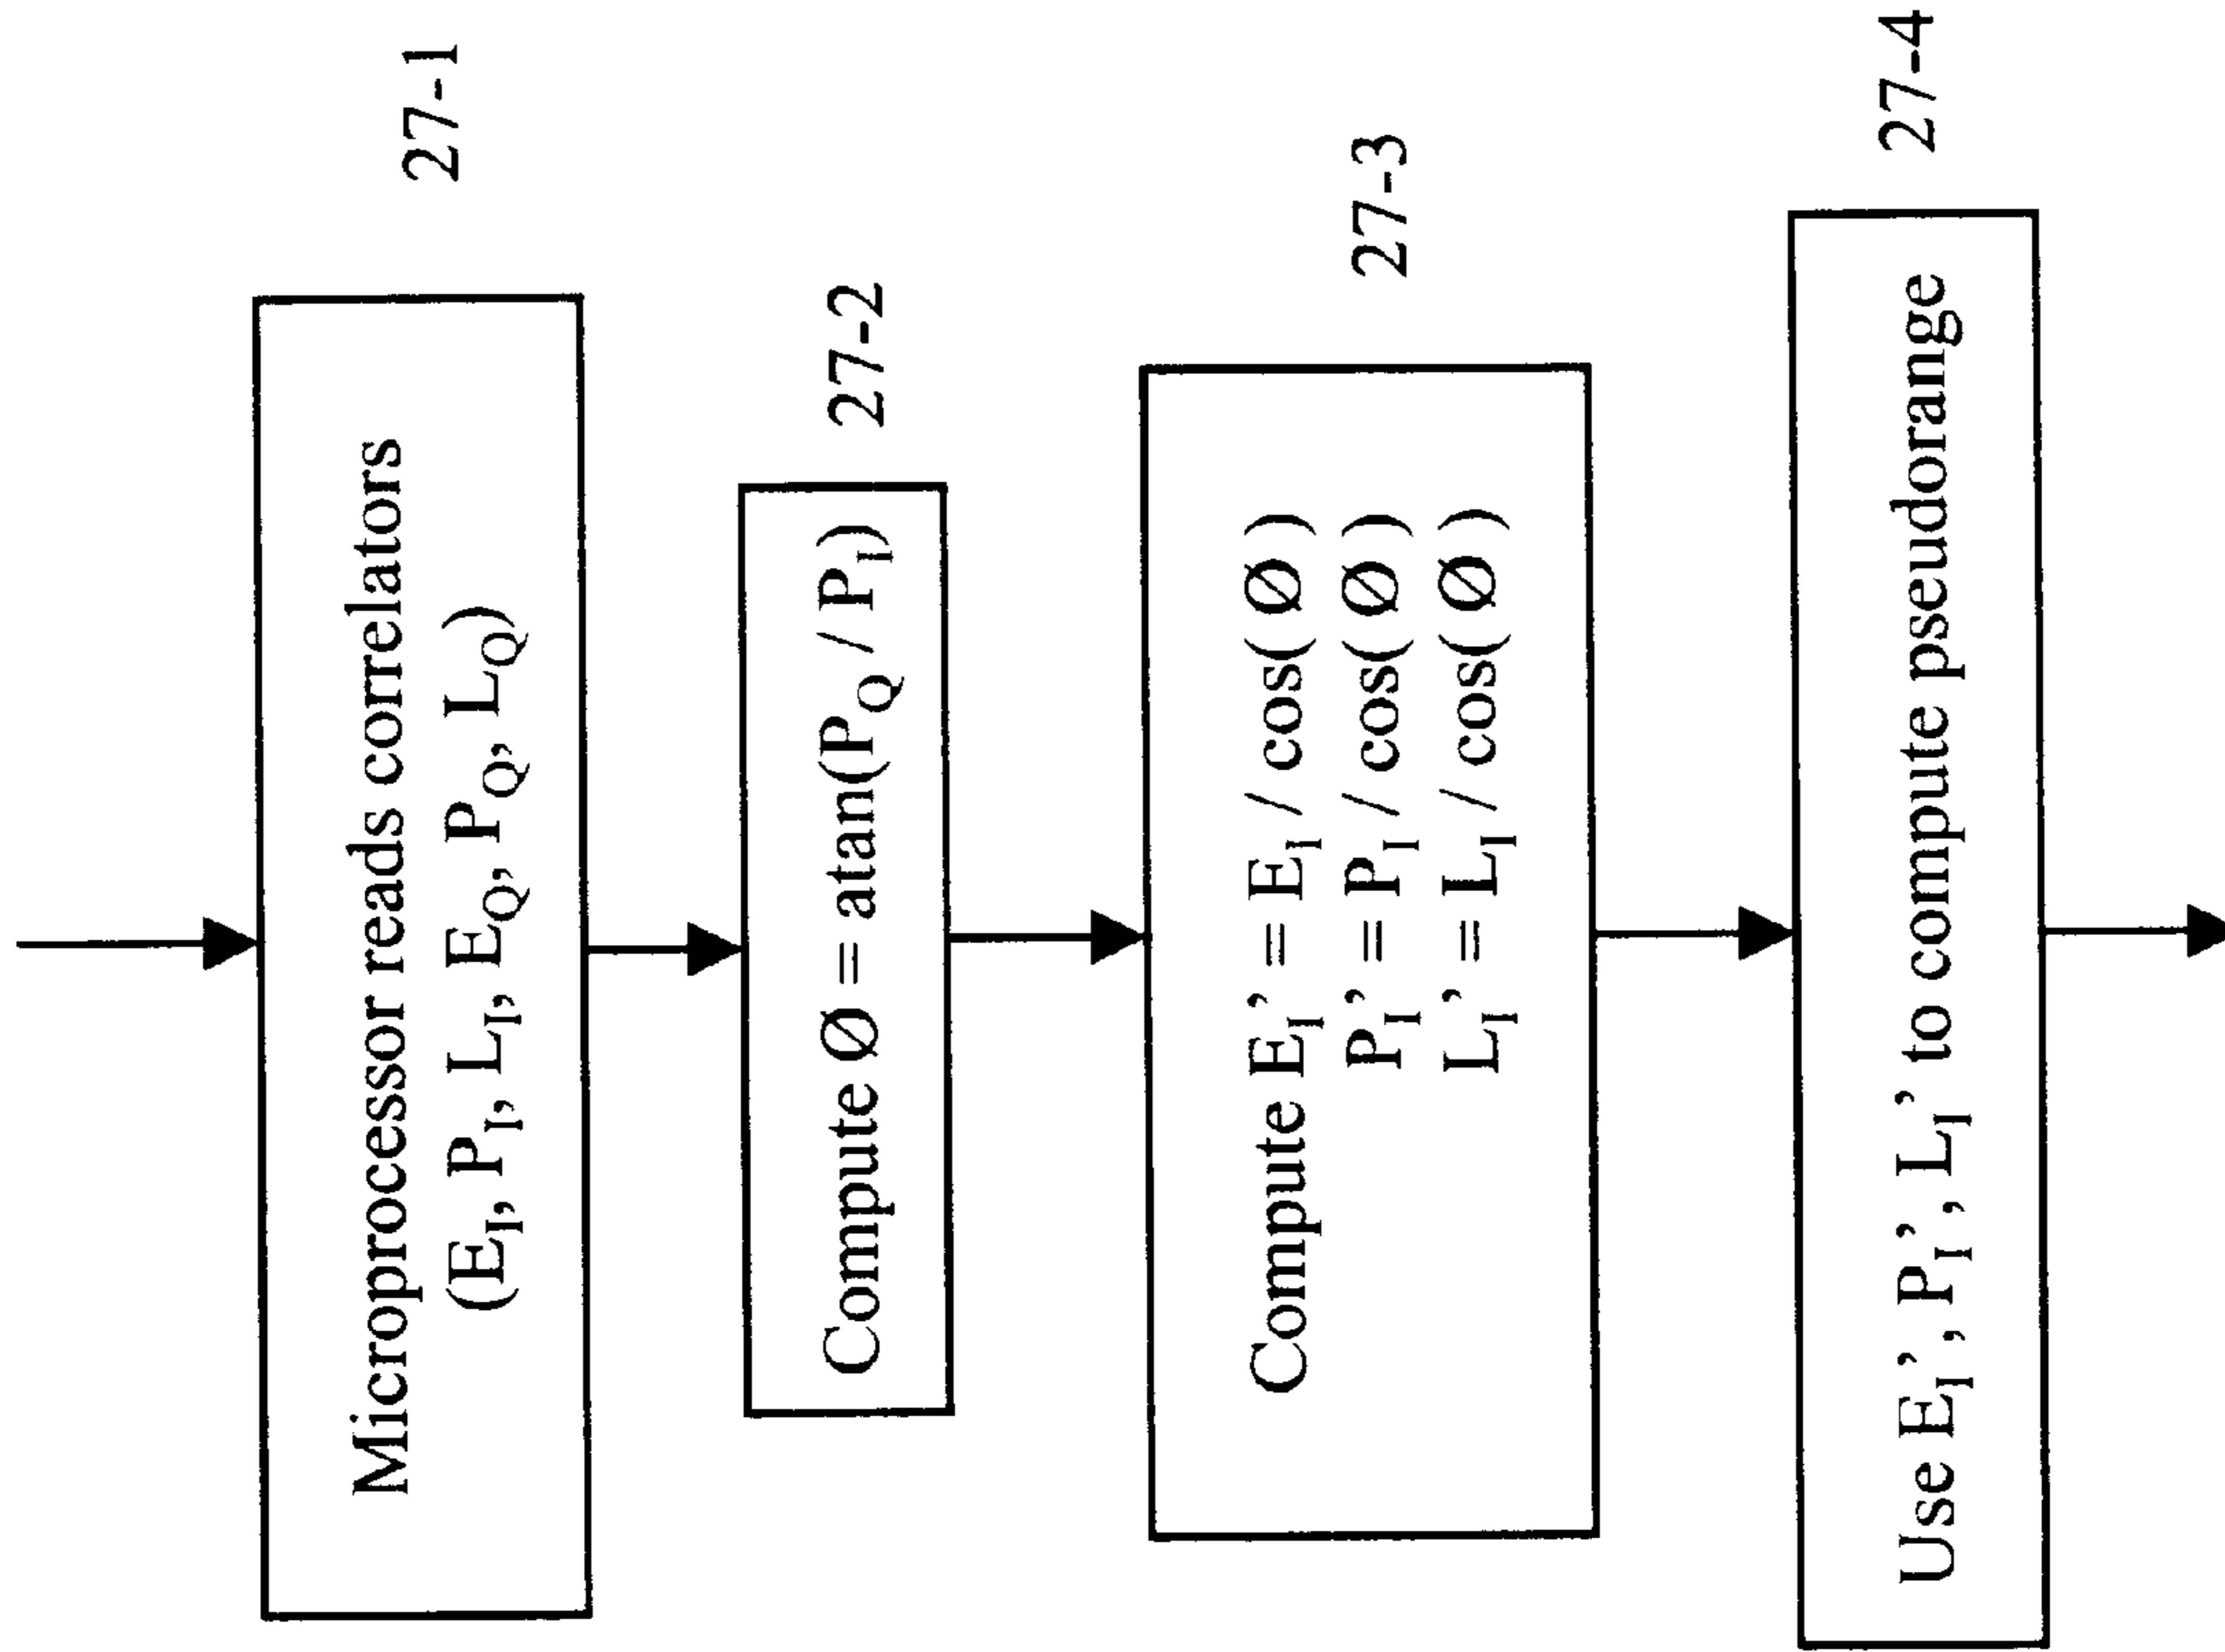 Microprocessor reads correlators
(E_I, P_I, L_I, E_Q, P_Q, L_Q)
27-1
Compute Ø = atan(P_Q / P_I)
27-2
Compute E_I’ = E_I / cos( Ø )
P_I’ = P_I / cos( Ø )
L_I’ = L_I / cos( Ø )
27-3
Use E_I’, P_I’, L_I’ to compute pseudorange
27-4